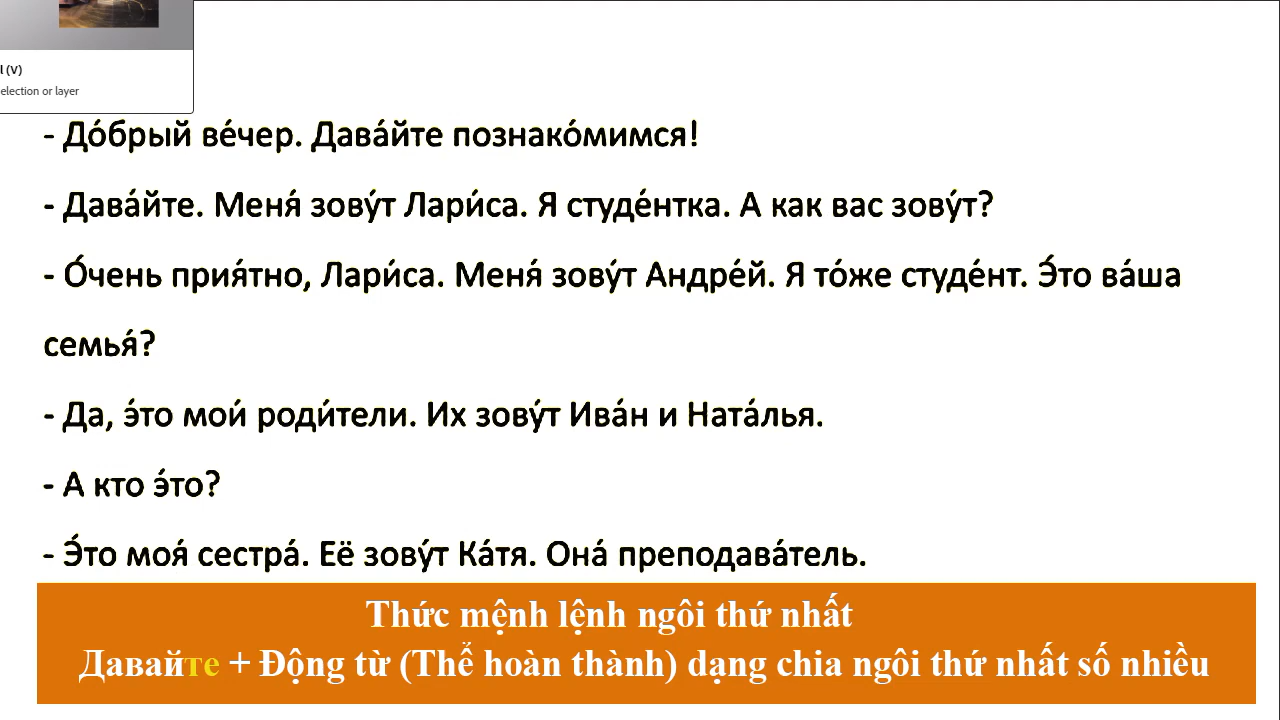 l (V)
election or layer
- До́брый ве́чер. Дава́йте познако́мимся!
- Дава́йте. Меня́ зову́т Лари́са. Я студе́нтка. А как вас зову́т?
- О́чень прия́тно, Лари́са. Меня́ зову́т Андре́й. Я то́же студе́нт. Э́то ва́ша
семья́?
- Да, э́то мои́ роди́тели. Их зову́т Ива́н и Ната́лья.
- А кто э́то?
- Э́то моя́ сестра́. Её зову́т Ка́тя. Она́ преподава́тель.
Thức mệnh lệnh ngôi thứ nhất
Давайте + Động từ (Thể hoàn thành) dạng chia ngôi thứ nhất số nhiều